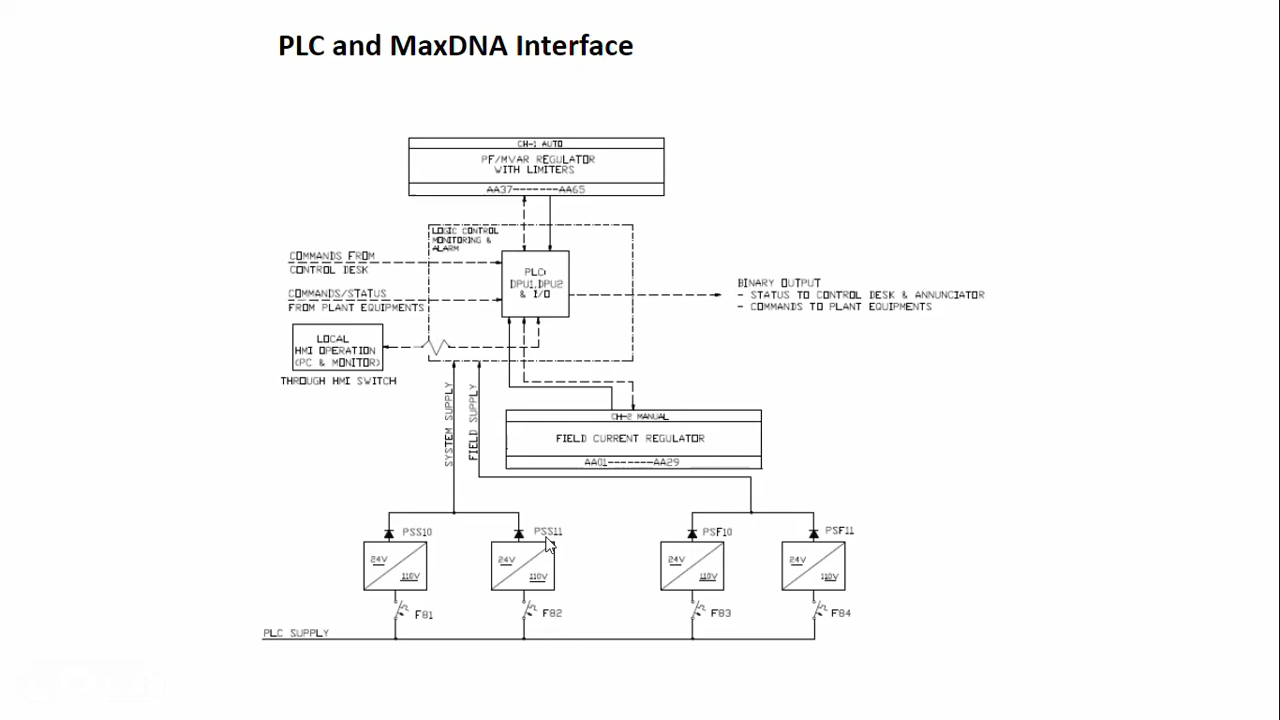 PLC and MaxDNA Interface
CH-1 AUTO
PF/MVAR REGULATOR
WITH LIMITERS
AA37-------AA65
LOGIC CONTROL
MONITORING &
ALARM
COMMANDS FROM
CONTROL DESK
PLC
DPU1,DPU2
& I/O
COMMANDS/STATUS
FROM PLANT EQUIPMENTS
BINARY OUTPUT
- STATUS TO CONTROL DESK & ANNUNCIATOR
- COMMANDS TO PLANT EQUIPMENTS
LOCAL
HMI OPERATION
(PC & MONITOR)
THROUGH HMI SWITCH
SYSTEM SUPPLY
FIELD SUPPLY
CH-2 MANUAL
FIELD CURRENT REGULATOR
AA01-------AA29
PSS10
PSS11
PSF10
PSF11
24V
110V
24V
110V
24V
110V
24V
110V
F81
F82
F83
F84
PLC SUPPLY